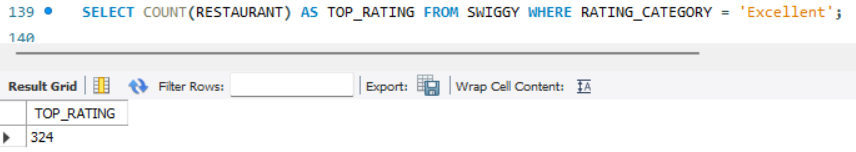 139 SELECT COUNT(RESTAURANT) AS TOP_RATING FROM SWIGGY WHERE RATING_CATEGORY = 'Excellent';
140
Result Grid Filter Rows: Export: Wrap Cell Content: IA
TOP_RATING
324